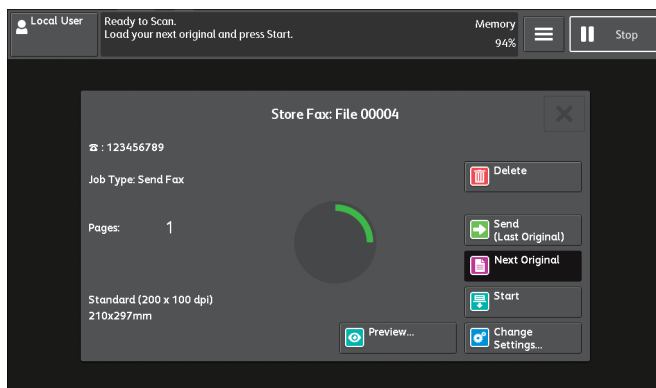 Local User
Ready to Scan.
Load your next original and press Start.
Memory
94%
Stop
Store Fax: File 00004
☎ : 123456789
Job Type: Send Fax
Delete
Pages: 1
Send
(Last Original)
Next Original
Standard (200 x 100 dpi)
210x297mm
Start
Preview...
Change
Settings...